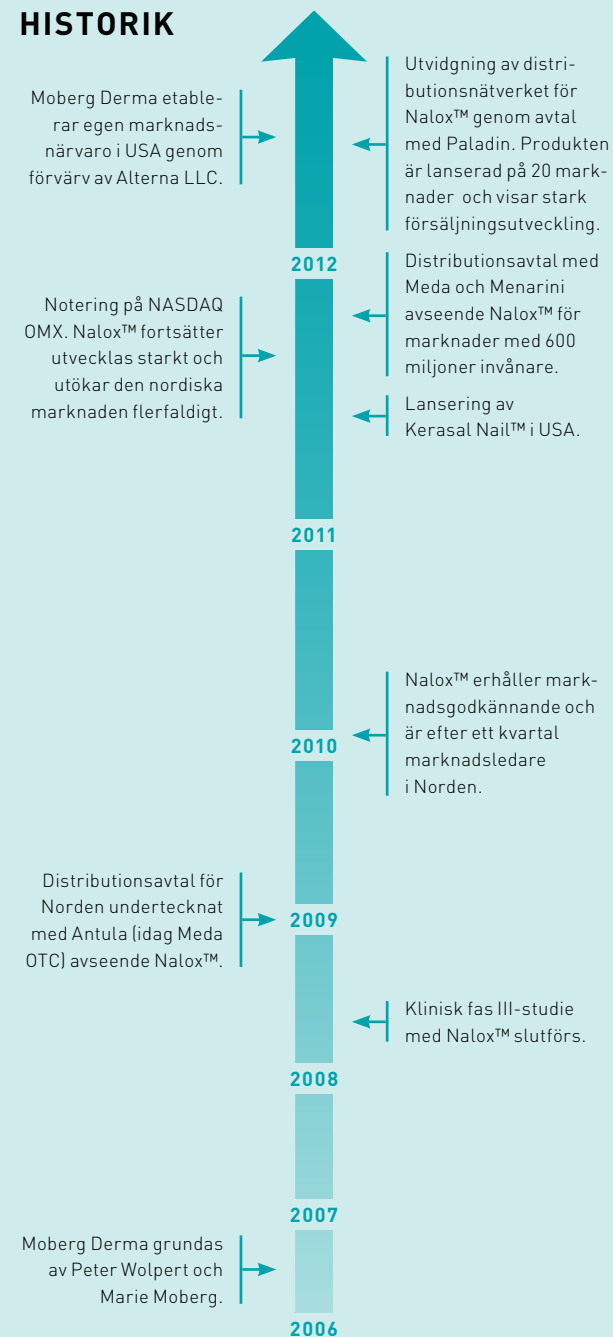 HISTORIK
Moberg Derma etable-
rar egen marknads-
närvaro i USA genom
förvärv av Alterna LLC.
Utvidgning av distri-
butionsnätverket för
Nalox™ genom avtal
med Paladin. Produkten
är lanserad på 20 mark-
nader och visar stark
försäljningsutveckling.
2012
Distributionsavtal med
Meda och Menarini
avseende Nalox™ för
marknader med 600
miljoner invånare.
Notering på NASDAQ
OMX. Nalox™ fortsätter
utvecklas starkt och
utökar den nordiska
marknaden flerfaldigt.
Lansering av
Kerasal Nail™ i USA.
2011
Nalox™ erhåller mark-
nadsgodkännande och
är efter ett kvartal
marknadsledare
i Norden.
2010
Distributionsavtal för
Norden undertecknat
med Antula (idag Meda
OTC) avseende Nalox™.
2009
Klinisk fas III-studie
med Nalox™ slutförs.
2008
2007
Moberg Derma grundas
av Peter Wolpert och
Marie Moberg.
2006